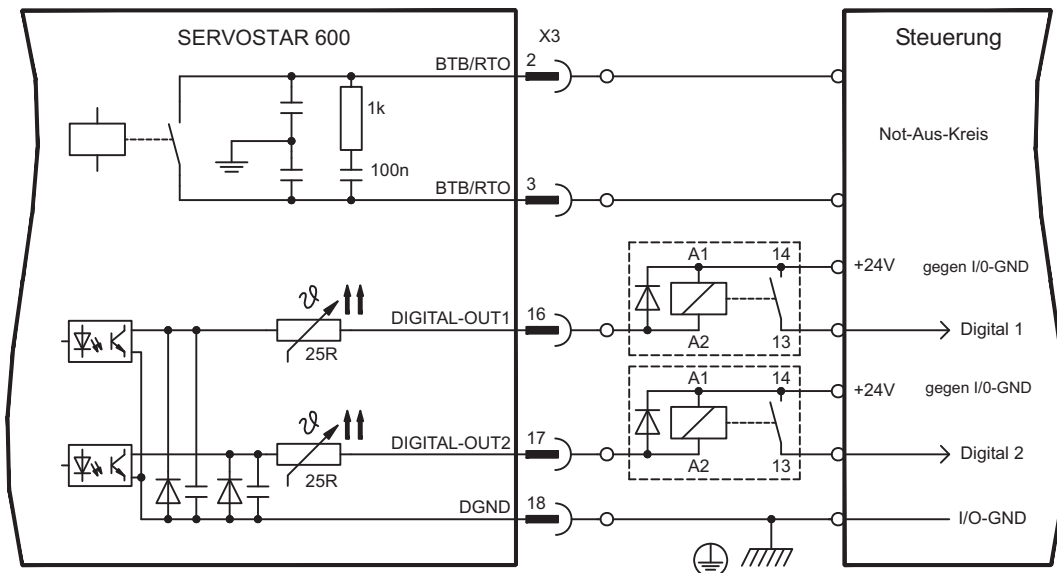 SERVOSTAR 600
X3
Steuerung
BTB/RTO
2
1k
Not-Aus-Kreis
100n
BTB/RTO
3
A1
14
+24V
gegen I/0-GND
ϑ
DIGITAL-OUT1
16
25R
A2
13
Digital 1
A1
14
+24V
gegen I/0-GND
ϑ
DIGITAL-OUT2
17
25R
A2
13
Digital 2
DGND
18
I/O-GND